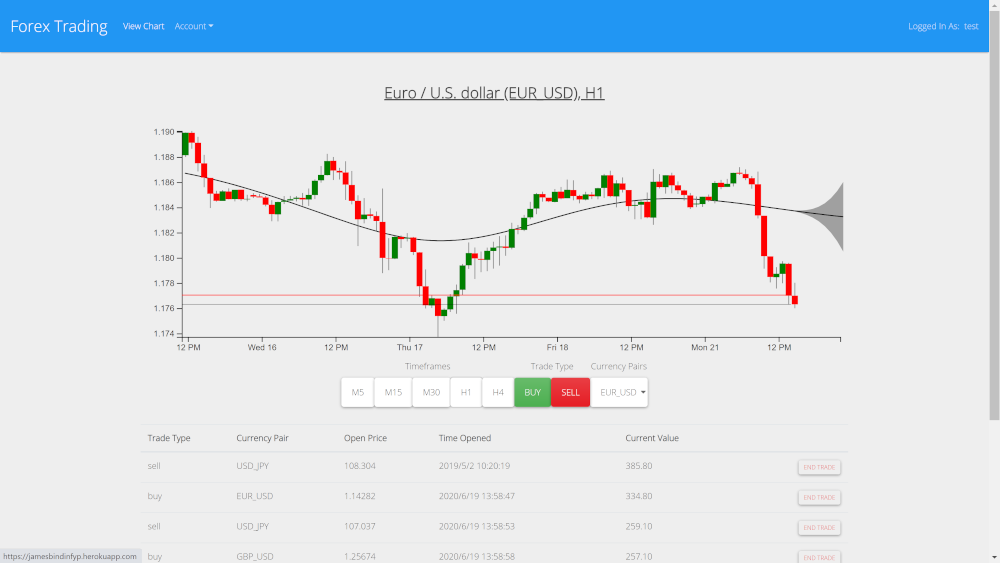 Forex Trading View Chart Account Logged In As: test
Euro / U.S. dollar (EUR_USD), H1
1.190
1.188
1.186
1.184
1.182
1.180
1.178
1.176
1.174
12 PM Wed 16 12 PM Thu 17 12 PM Fri 18 12 PM Mon 21 12 PM
Timeframes Trade Type Currency Pairs
M5 M15 M30 H1 H4 BUY SELL EUR_USD
Trade Type Currency Pair Open Price Time Opened Current Value
sell USD_JPY 108.304 2019/5/2 10:20:19 385.80 END TRADE
buy EUR_USD 1.14282 2020/6/19 13:58:47 334.80 END TRADE
sell USD_JPY 107.037 2020/6/19 13:58:53 259.10 END TRADE
buy GBP_USD 1.25674 2020/6/19 13:58:58 257.10 END TRADE
https://jamesbindinfyp.herokuapp.com